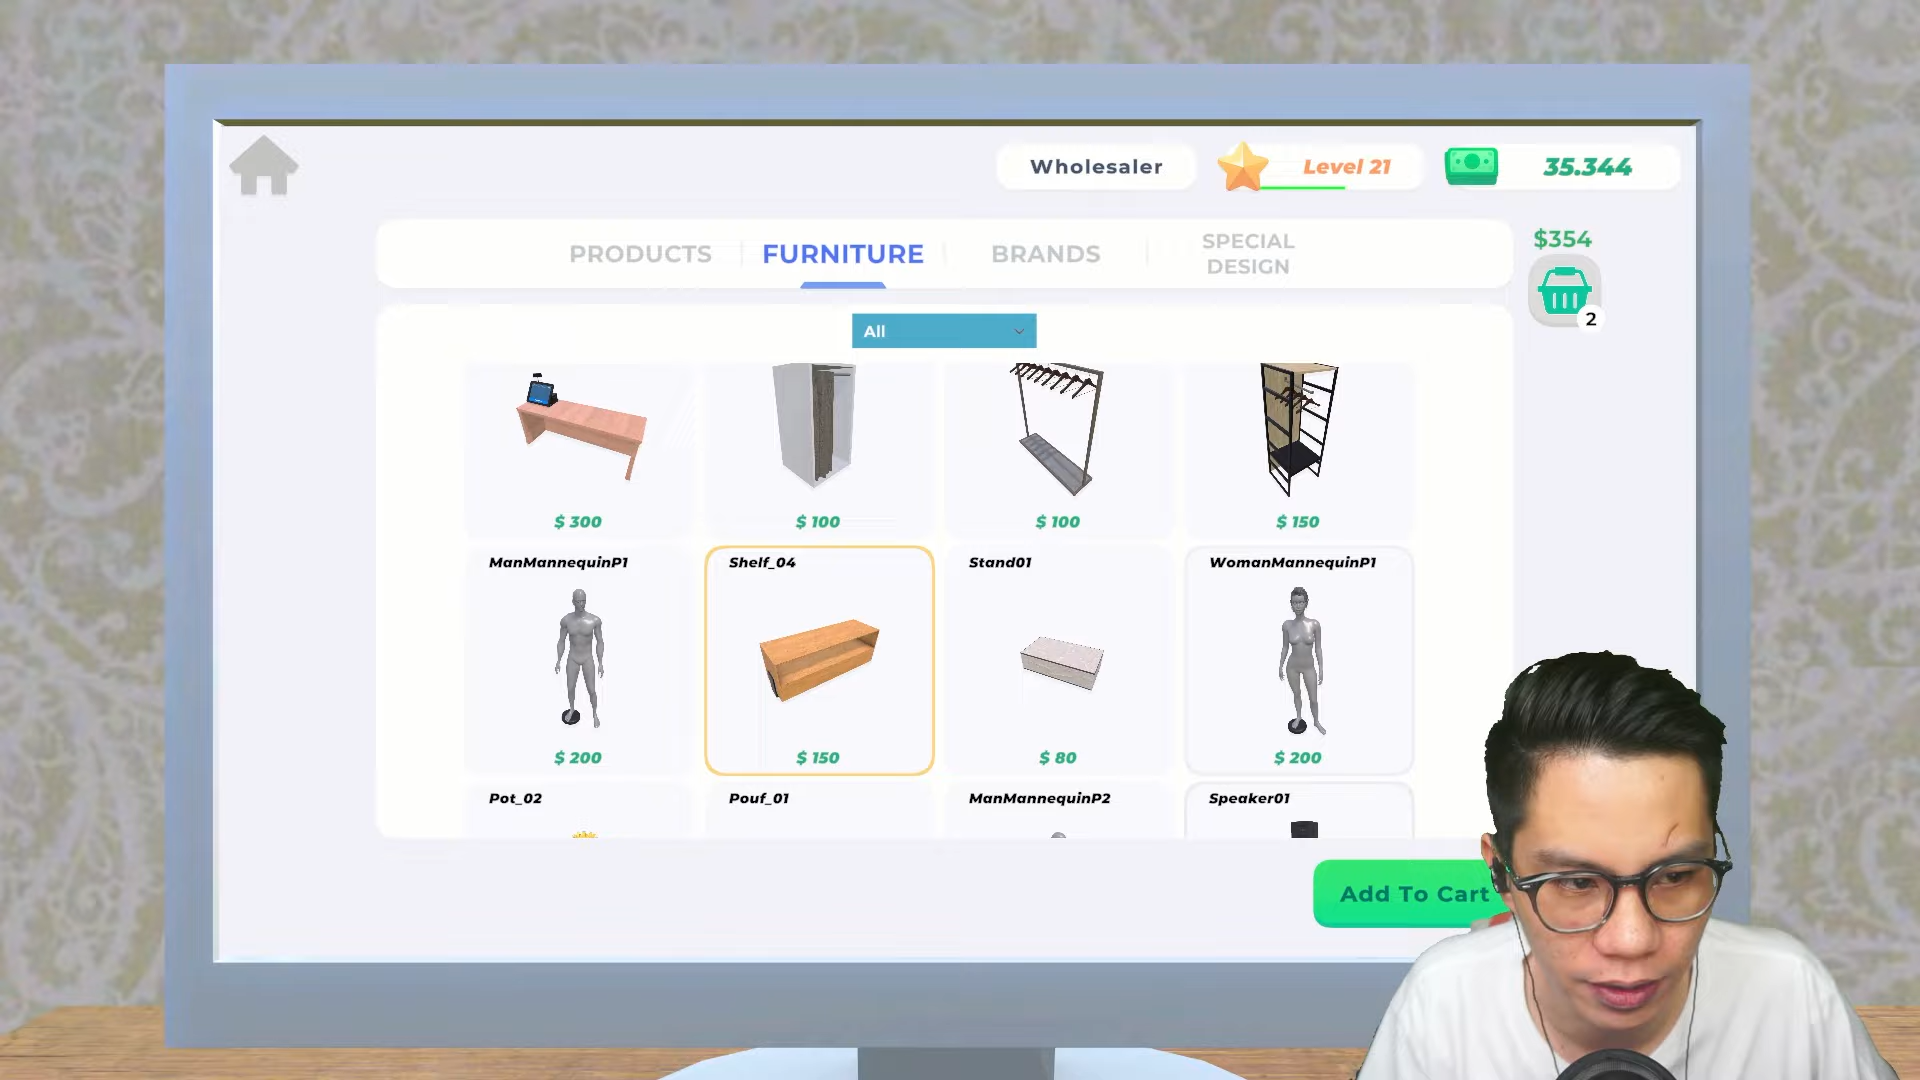 Wholesaler
Level 21
35.344
PRODUCTS
FURNITURE
BRANDS
SPECIAL
DESIGN
$354
2
All
$ 300
$ 100
$ 100
$ 150
ManMannequinP1
Shelf_04
Stand01
WomanMannequinP1
$ 200
$ 150
$ 80
$ 200
Pot_02
Pouf_01
ManMannequinP2
Speaker01
Add To Cart